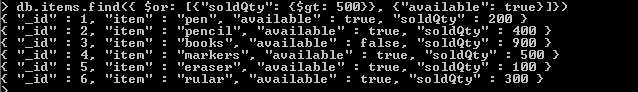 > db.items.find({ $or: [{"soldQty": {$gt: 500}}, {"available": true}]})
{ "_id" : 1, "item" : "pen", "available" : true, "soldQty" : 200 }
{ "_id" : 2, "item" : "pencil", "available" : true, "soldQty" : 400 }
{ "_id" : 3, "item" : "books", "available" : false, "soldQty" : 900 }
{ "_id" : 4, "item" : "markers", "available" : true, "soldQty" : 500 }
{ "_id" : 5, "item" : "eraser", "available" : true, "soldQty" : 100 }
{ "_id" : 6, "item" : "rular", "available" : true, "soldQty" : 300 }
>